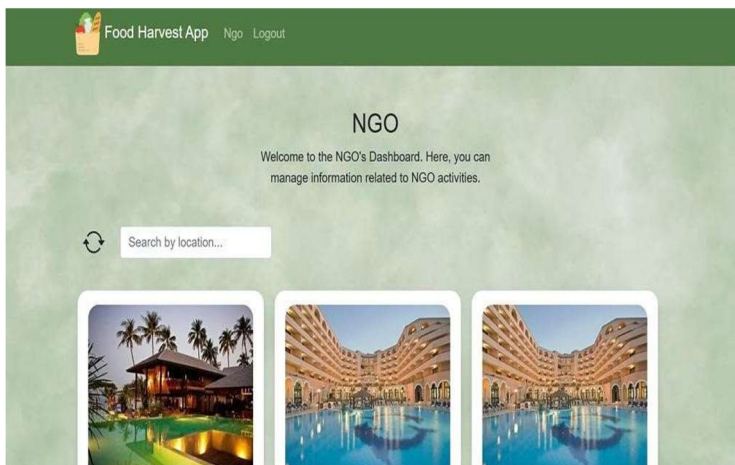 Food Harvest App Ngo Logout
NGO
Welcome to the NGO's Dashboard. Here, you can
manage information related to NGO activities.
Search by location...